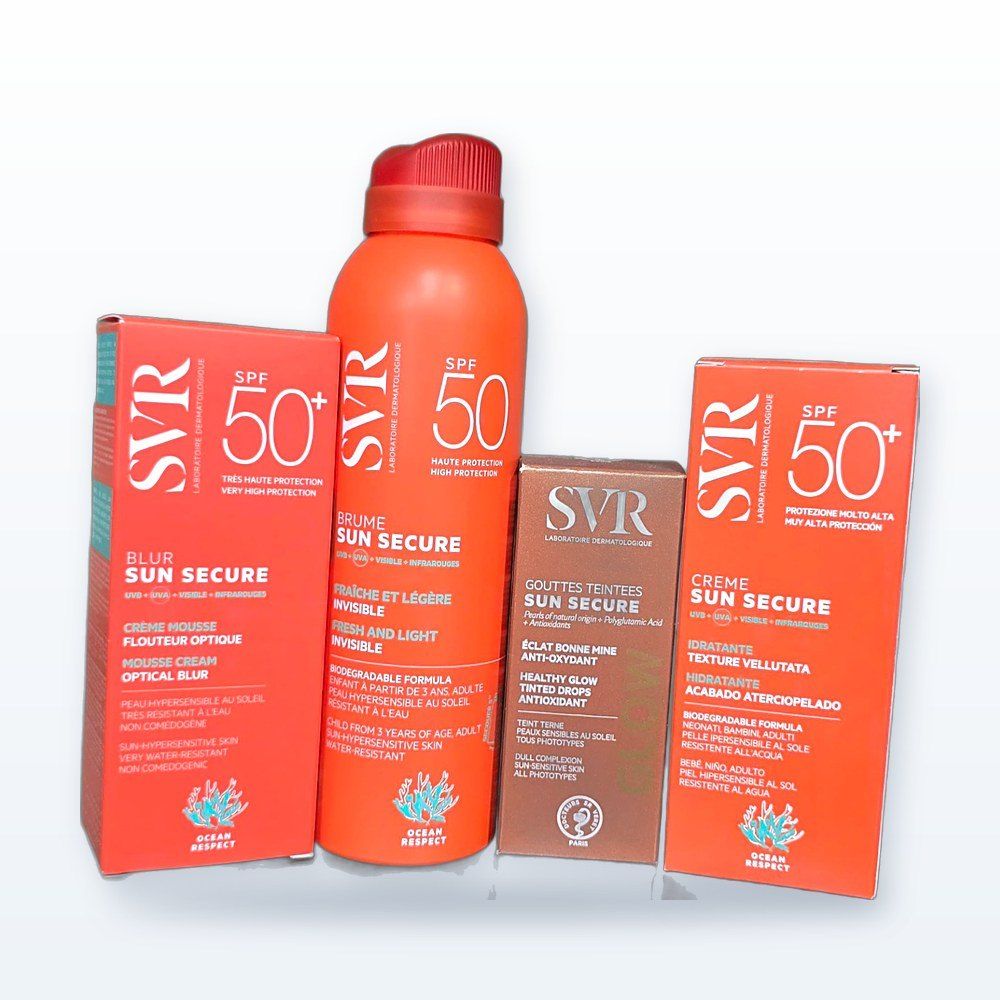 SVR
LABORATOIRE DERMATOLOGIQUE
SPF
50+
TRÈS HAUTE PROTECTION
VERY HIGH PROTECTION
BLUR
SUN SECURE
UVB + UVA + VISIBLE + INFRAROUGES
CRÈME MOUSSE
FLOUTEUR OPTIQUE
MOUSSE CREAM
OPTICAL BLUR
PEAU HYPERSENSIBLE AU SOLEIL
TRÈS RÉSISTANT À L'EAU
NON COMEDOGÈNE
SUN-HYPERSENSITIVE SKIN
VERY WATER-RESISTANT
NON COMEDOGENIC
OCEAN
RESPECT
SVR
LABORATOIRE DERMATOLOGIQUE
SPF
50
HAUTE PROTECTION
HIGH PROTECTION
BRUME
SUN SECURE
UVB + UVA + VISIBLE + INFRAROUGES
FRAÎCHE ET LÉGÈRE
INVISIBLE
FRESH AND LIGHT
INVISIBLE
BIODEGRADABLE FORMULA
ENFANT À PARTIR DE 3 ANS, ADULTE
PEAU HYPERSENSIBLE AU SOLEIL
RÉSISTANT À L'EAU
CHILD FROM 3 YEARS OF AGE, ADULT
SUN-HYPERSENSITIVE SKIN
WATER-RESISTANT
OCEAN
RESPECT
SVR
LABORATOIRE DERMATOLOGIQUE
GOUTTES TEINTEES
SUN SECURE
Pearls of natural origin + Polyglutamic Acid
+ Antioxidants
ÉCLAT BONNE MINE
ANTI-OXYDANT
HEALTHY GLOW
TINTED DROPS
ANTIOXIDANT
TEINT TERNE
PEAUX SENSIBLES AU SOLEIL
TOUS PHOTOTYPES
DULL COMPLEXION
SUN-SENSITIVE SKIN
ALL PHOTOTYPES
GLOW
PARIS
SVR
LABORATOIRE DERMATOLOGIQUE
SPF
50+
PROTEZIONE MOLTO ALTA
MUY ALTA PROTECCIÓN
CREME
SUN SECURE
UVB + UVA + VISIBLE + INFRAROUGES
IDRATANTE
TEXTURE VELLUTATA
HIDRATANTE
ACABADO ATERCIOPELADO
BIODEGRADABLE FORMULA
NEONATI, BAMBINI, ADULTI
PELLE IPERSENSIBILE AL SOLE
RESISTENTE ALL'ACQUA
BEBÉ, NIÑO, ADULTO
PIEL HIPERSENSIBLE AL SOL
RESISTENTE AL AGUA
OCEAN
RESPECT